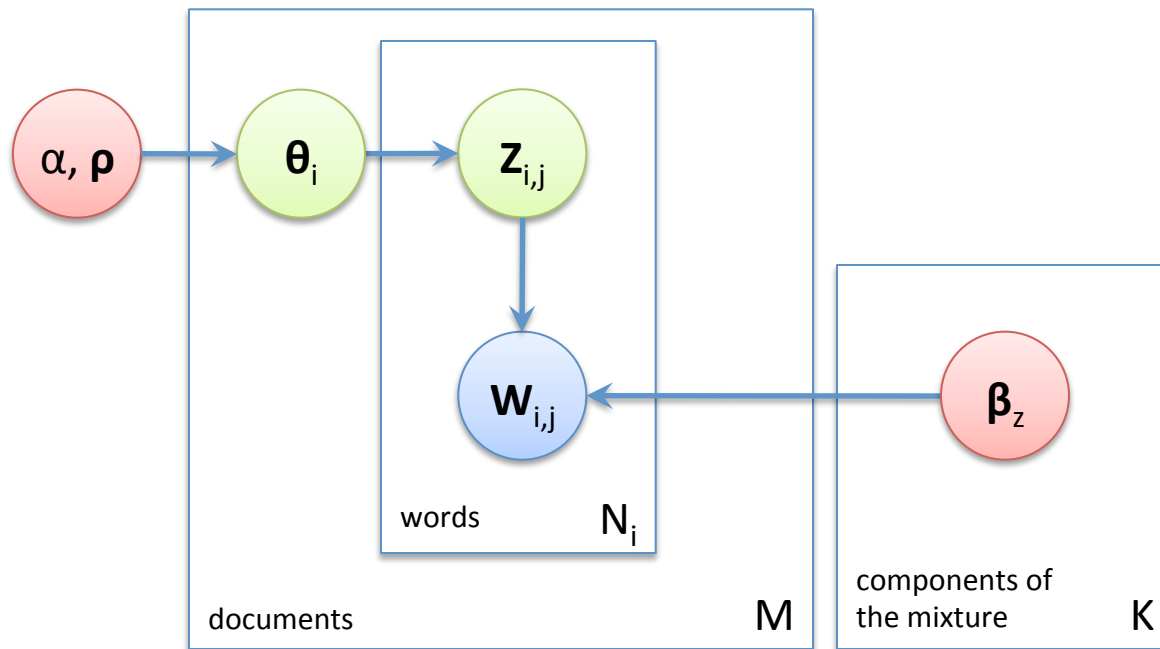 α, ρ
θi
Zi,j
Wi,j
βz
words
Ni
documents
M
components of
the mixture
K